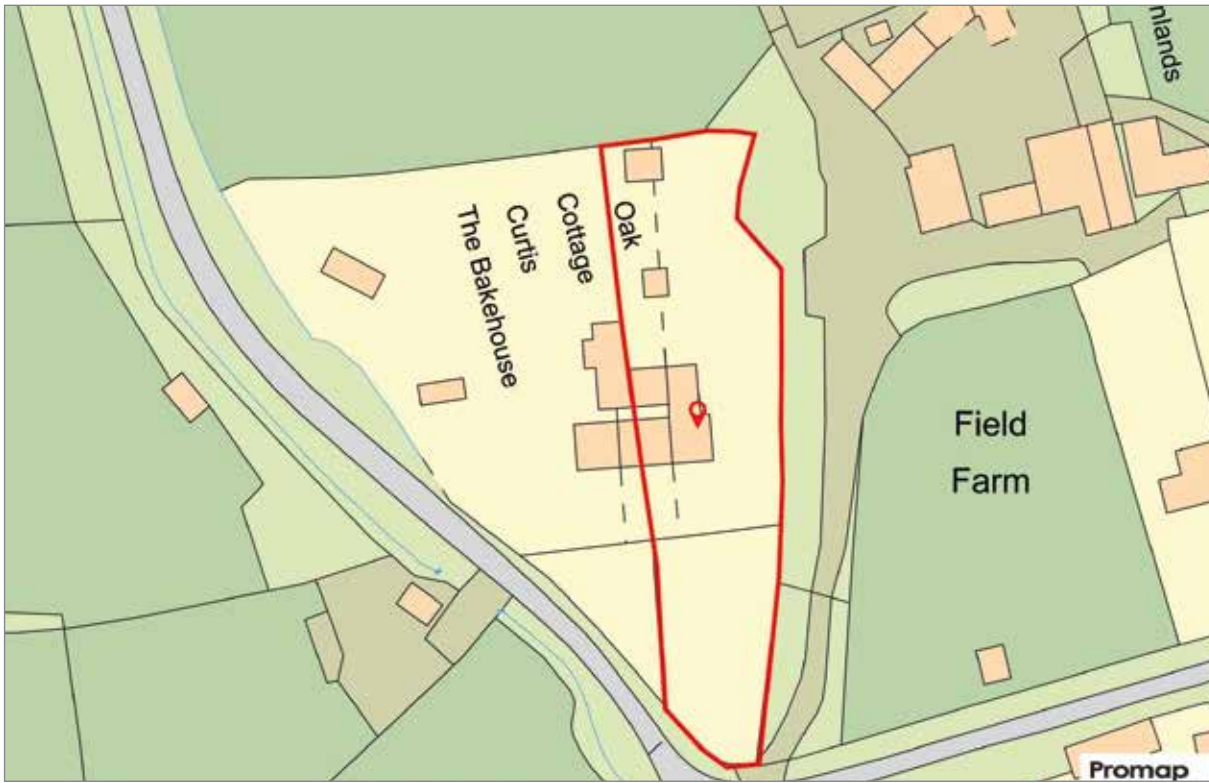 Oak
Cottage
Curtis
The Bakehouse
Field
Farm
nlands
Promap